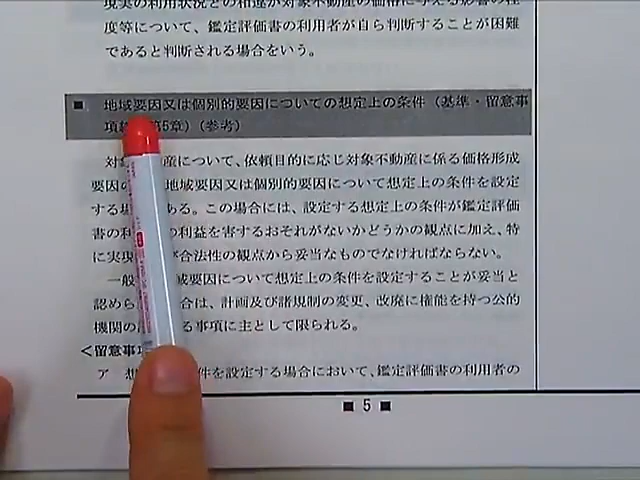 現実の利用状況との相違が対象不動産の価格に与える影響の程
度等について、鑑定評価書の利用者が自ら判断することが困難
であると判断される場合をいう。
■ 地域要因又は個別的要因についての想定上の条件(基準・留意事
項 第5章)(参考)
対 産について、依頼目的に応じ対象不動産に係る価格形成
要因の 地域要因又は個別的要因について想定上の条件を設定
する場 ある。この場合には、設定する想定上の条件が鑑定評価
書の利 の利益を害するおそれがないかどうかの観点に加え、特
に実現 び合法性の観点から妥当なものでなければならない。
一般 域要因について想定上の条件を設定することが妥当と
認めら 合は、計画及び諸規制の変更、改廃に権能を持つ公的
機関の る事項に主として限られる。
<留意事
ア 想 件を設定する場合において、鑑定評価書の利用者の
■ 5 ■